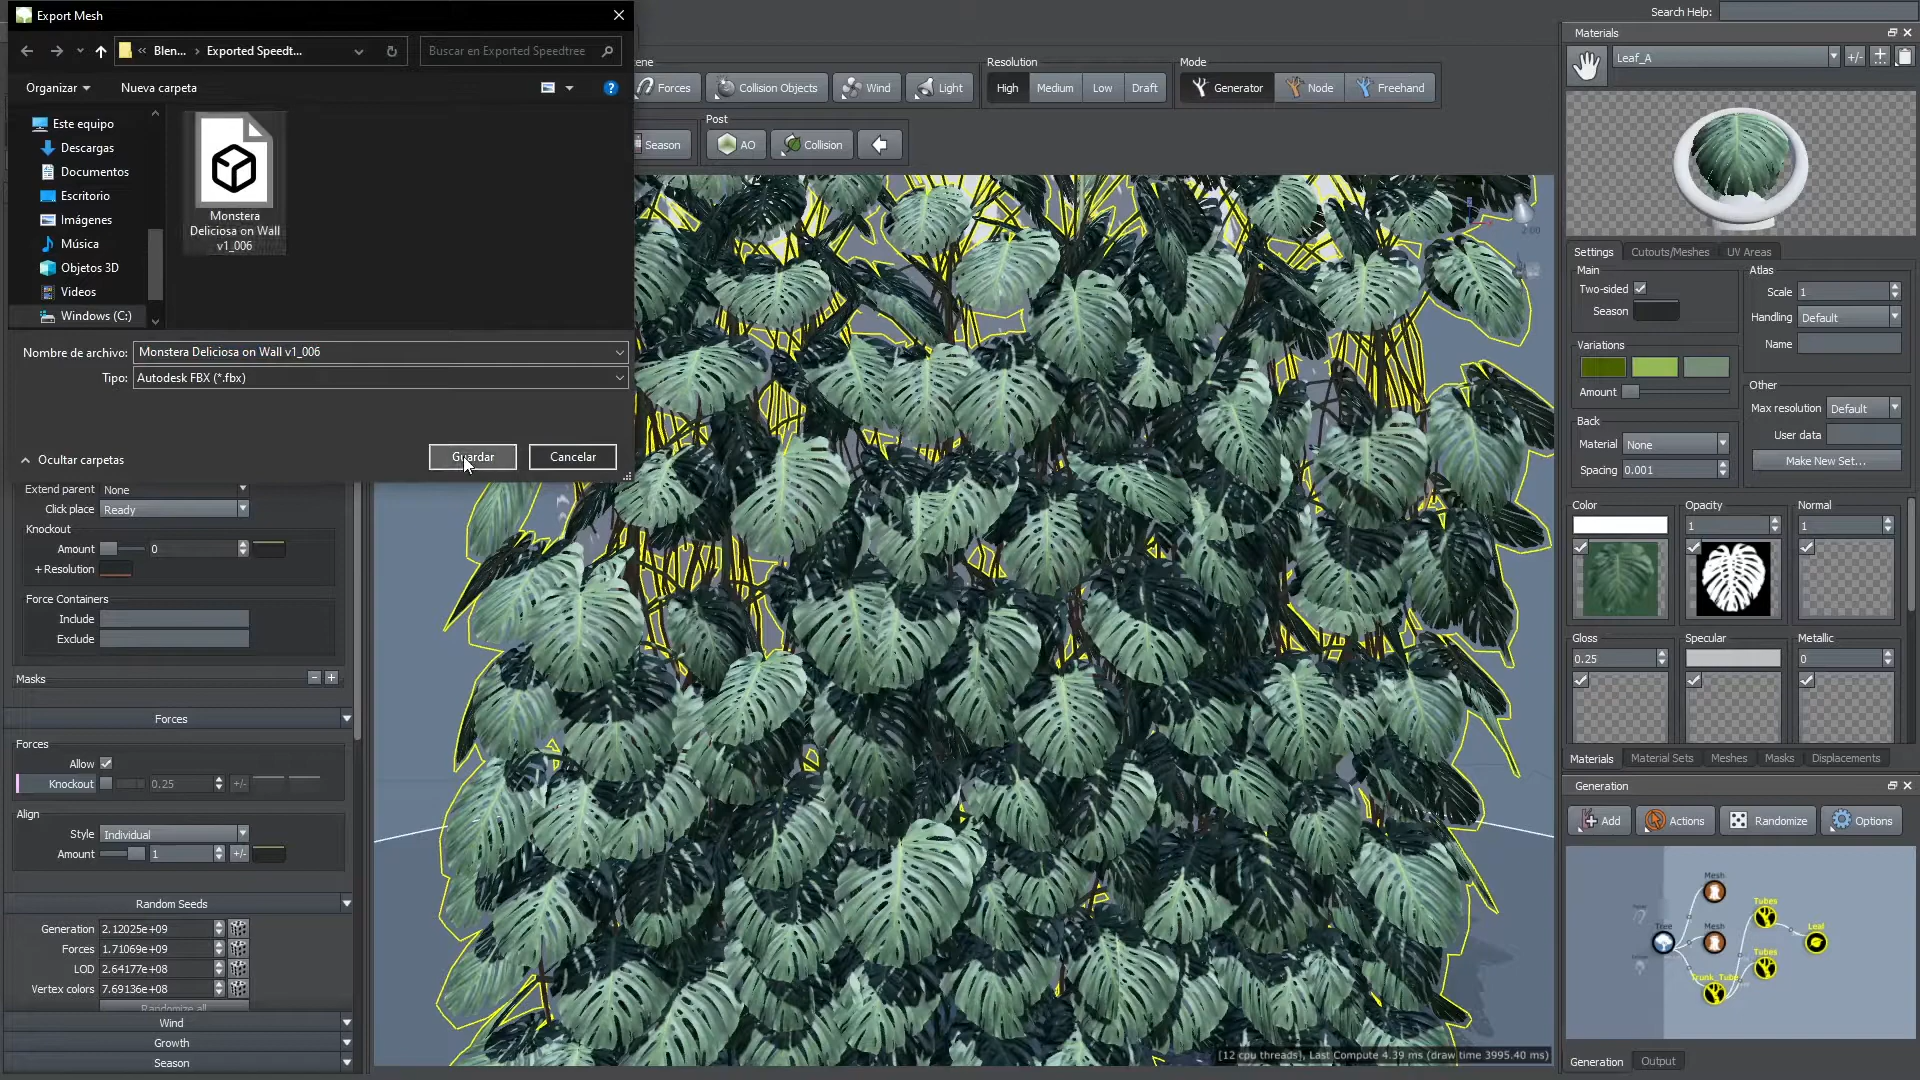 Export Mesh
Search Help:
Blen...
Exported Speedt...
Buscar en Exported Speedtree
Organizar
Nueva carpeta
Este equipo
Descargas
Documentos
Escritorio
Imágenes
Música
Objetos 3D
Videos
Windows (C:)
Monstera
Deliciosa on Wall
v1_006
Nombre de archivo:
Monstera Deliciosa on Wall v1_006
Tipo:
Autodesk FBX (*.fbx)
Ocultar carpetas
Guardar
Cancelar
Forces
Collision Objects
Wind
Light
Resolution
High
Medium
Low
Draft
Mode
Generator
Node
Freehand
Season
Post
AO
Collision
Extend parent
None
Click place
Ready
Knockout
Amount
0
+ Resolution
Force Containers
Include
Exclude
Masks
Forces
Forces
Allow
Knockout
0.25
+/-
Align
Style
Individual
Amount
1
+/-
Random Seeds
Generation
2.12025e+09
Forces
1.71069e+09
LOD
2.64177e+08
Vertex colors
7.69136e+08
Randomize all
Wind
Growth
Season
2.00
[12 cpu threads], Last Compute 4.39 ms (draw time 3995.40 ms)
Materials
Leaf_A
+/-
Settings
Cutouts/Meshes
UV Areas
Main
Two-sided
Season
Variations
Amount
Back
Material
None
Spacing
0.001
Atlas
Scale
1
Handling
Default
Name
Other
Max resolution
Default
User data
Make New Set...
Color
Opacity
1
Normal
1
Gloss
0.25
Specular
Metallic
0
Materials
Material Sets
Meshes
Masks
Displacements
Generation
Add
Actions
Randomize
Options
Mesh
Tubes
Tree
Mesh
Leaf
Tubes
Trunk_Tube
Generation
Output